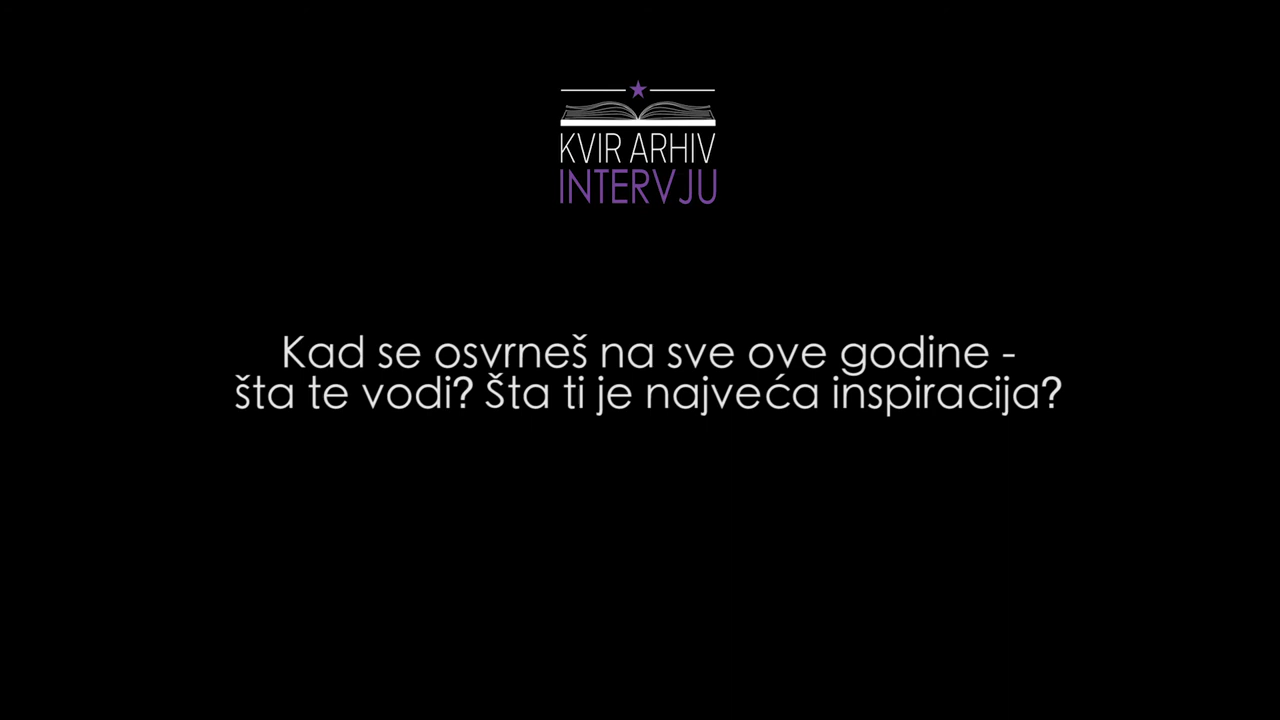 KVIR ARHIV
INTERVJU
Kad se osvrneš na sve ove godine -
šta te vodi? Šta ti je najveća inspiracija?